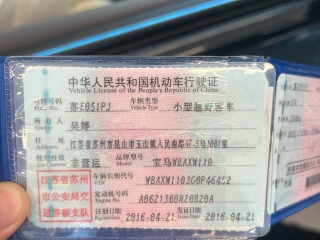 中华人民共和国机动车行驶证
Vehicle License of the People's Republic of China
号牌号码 苏E051PJ 车辆类型 小型越野客车
Plate No. Vehicle Type
所有人 吴婷
Owner
住址 江苏省苏州市昆山市玉山镇人民南路
Address
使用性质 非营运 品牌型号 宝马WBAXW110
Use Character Model
江苏省苏州
市公安局交
通警察支队
车辆识别代号
VIN
发动机号码 A0621360N20B20A
Engine No.
注册日期 2016-04-21 发证日期 2016-04-21
Register Date Issue Date